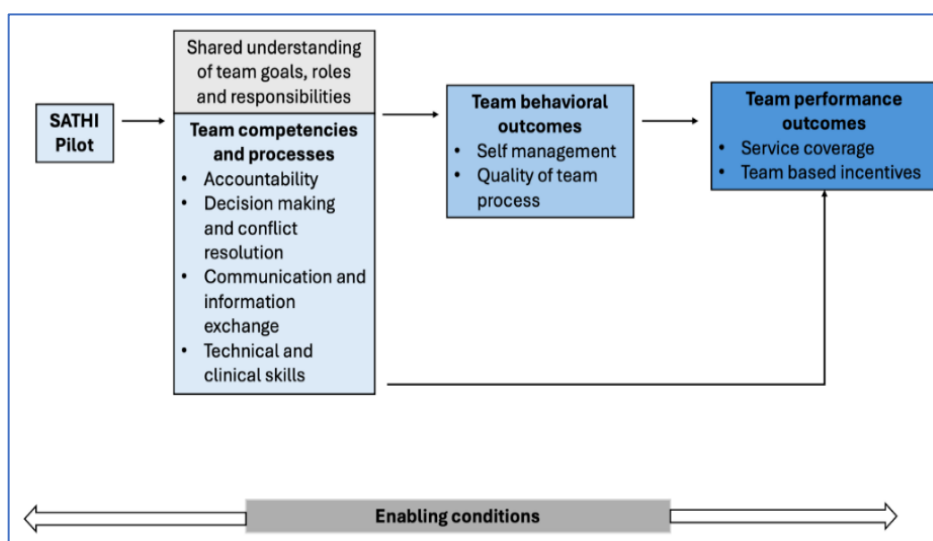 SATHI
Pilot
Shared understanding
of team goals, roles
and responsibilities
Team competencies
and processes
• Accountability
• Decision making
and conflict
resolution
• Communication and
information
exchange
• Technical and
clinical skills
Team behavioral
outcomes
• Self management
• Quality of team
process
Team performance
outcomes
• Service coverage
• Team based incentives
Enabling conditions